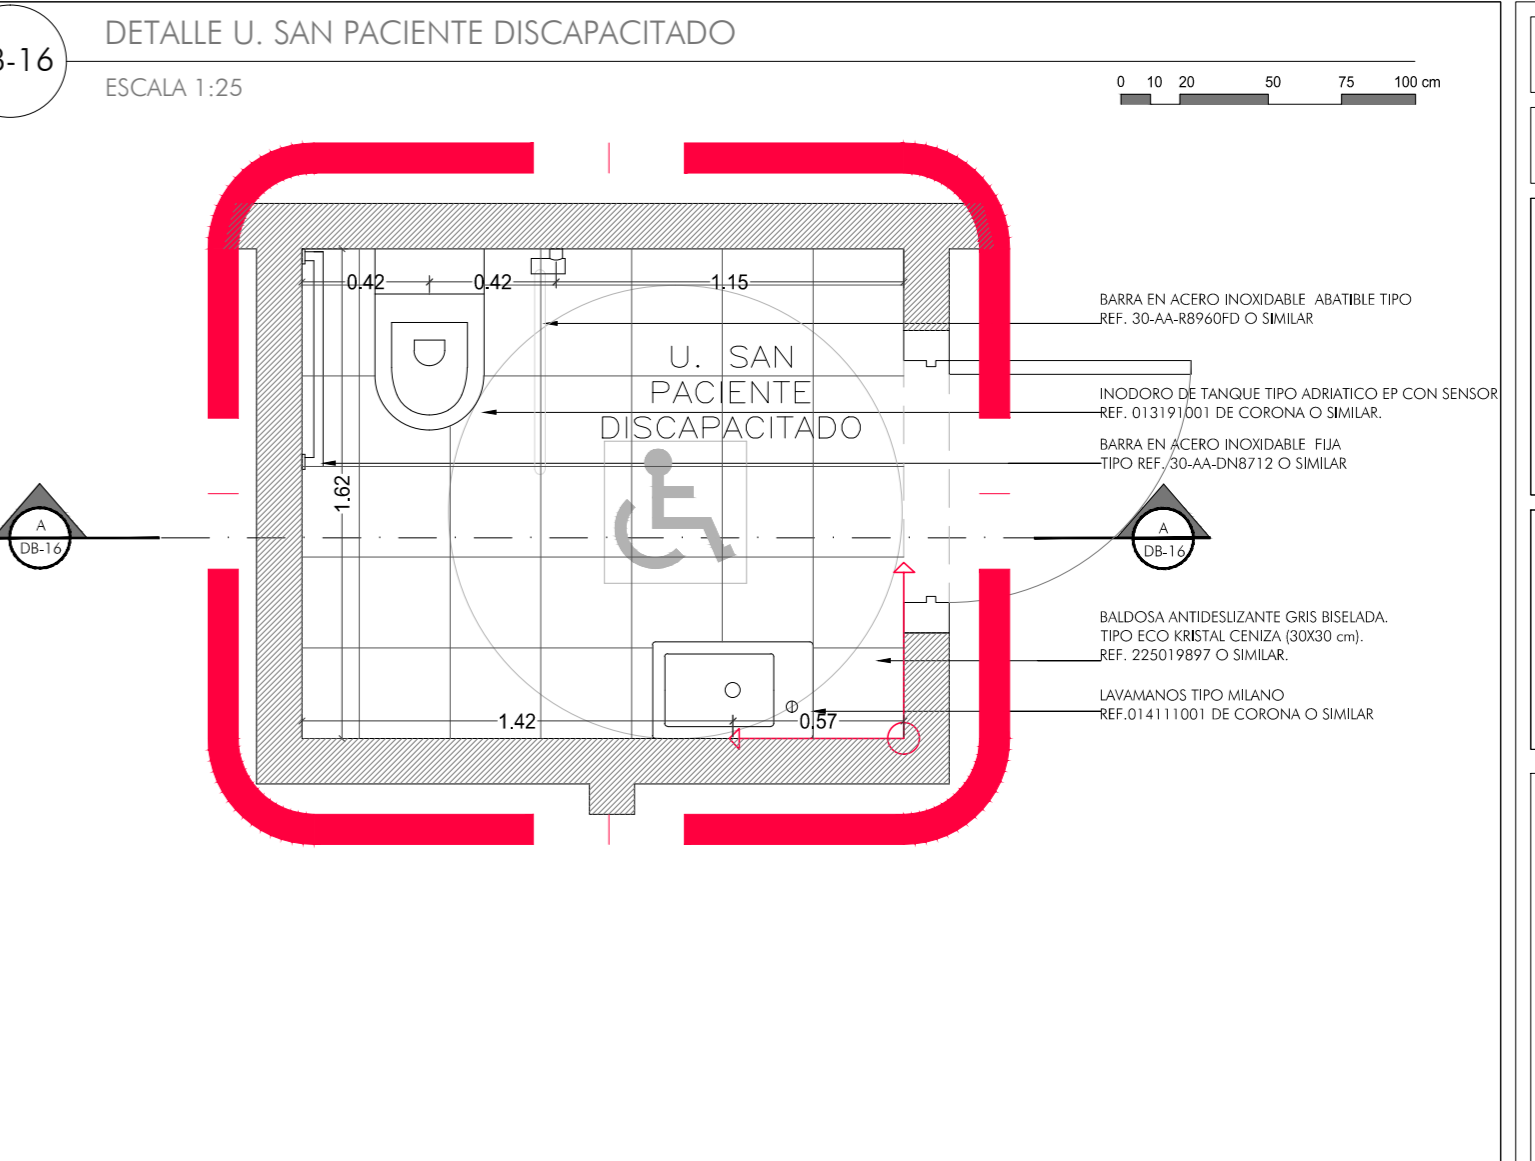 DETALLE U. SAN PACIENTE DISCAPACITADO
-16
ESCALA 1:25
0 10 20 50 75 100 cm
0.42 0.42 1.15
BARRA EN ACERO INOXIDABLE ABATIBLE TIPO
REF. 30-AA-R8960FD O SIMILAR
U. SAN
PACIENTE
DISCAPACITADO
INODORO DE TANQUE TIPO ADRIATICO EP CON SENSOR
REF. 013191001 DE CORONA O SIMILAR.
BARRA EN ACERO INOXIDABLE FIJA
TIPO REF. 30-AA-DN8712 O SIMILAR
1.62
A
DB-16
A
DB-16
BALDOSA ANTIDESLIZANTE GRIS BISELADA.
TIPO ECO KRISTAL CENIZA (30X30 cm).
REF. 225019897 O SIMILAR.
LAVAMANOS TIPO MILANO
REF.014111001 DE CORONA O SIMILAR
1.42 0.57